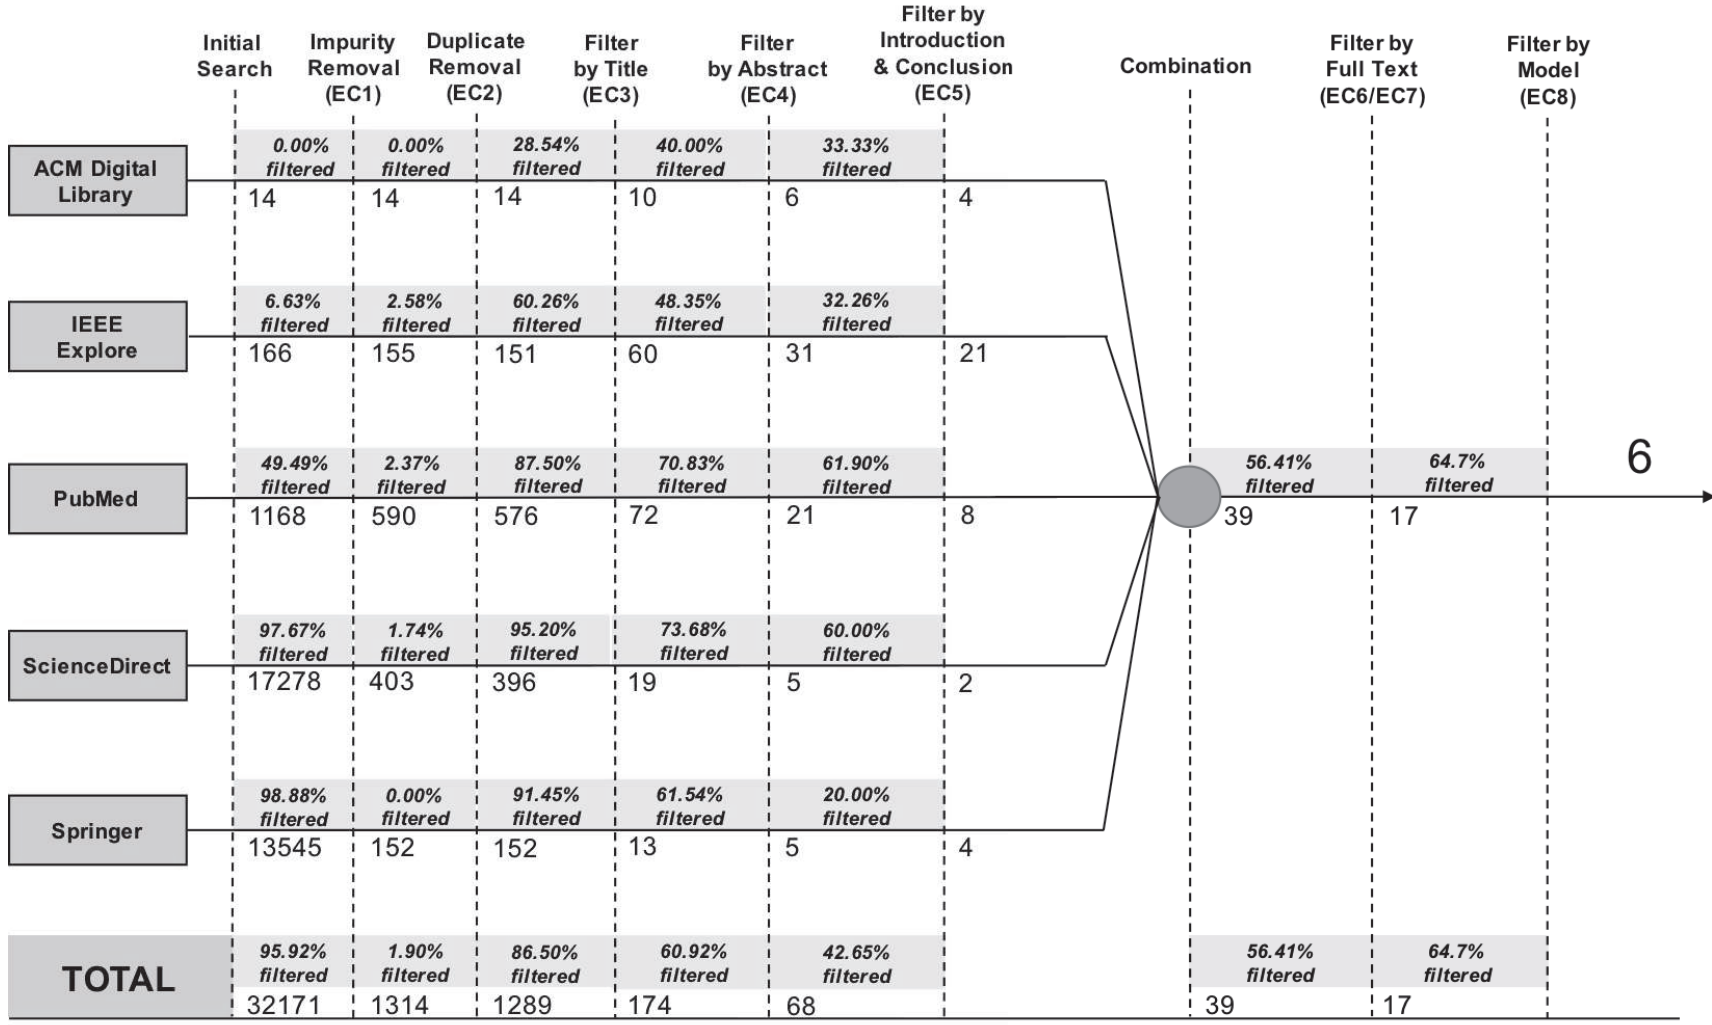 Initial
Search
Impurity
Removal
(EC1)
Duplicate
Removal
(EC2)
Filter
by Title
(EC3)
Filter
by Abstract
(EC4)
Filter by
Introduction
& Conclusion
(EC5)
Combination
Filter by
Full Text
(EC6/EC7)
Filter by
Model
(EC8)
ACM Digital
Library
0.00%
filtered
0.00%
filtered
28.54%
filtered
40.00%
filtered
33.33%
filtered
14 14 14 10 6 4
IEEE
Explore
6.63%
filtered
2.58%
filtered
60.26%
filtered
48.35%
filtered
32.26%
filtered
166 155 151 60 31 21
PubMed
49.49%
filtered
2.37%
filtered
87.50%
filtered
70.83%
filtered
61.90%
filtered
56.41%
filtered
64.7%
filtered
6
1168 590 576 72 21 8 39 17
ScienceDirect
97.67%
filtered
1.74%
filtered
95.20%
filtered
73.68%
filtered
60.00%
filtered
17278 403 396 19 5 2
Springer
98.88%
filtered
0.00%
filtered
91.45%
filtered
61.54%
filtered
20.00%
filtered
13545 152 152 13 5 4
TOTAL
95.92%
filtered
1.90%
filtered
86.50%
filtered
60.92%
filtered
42.65%
filtered
56.41%
filtered
64.7%
filtered
32171 1314 1289 174 68 39 17